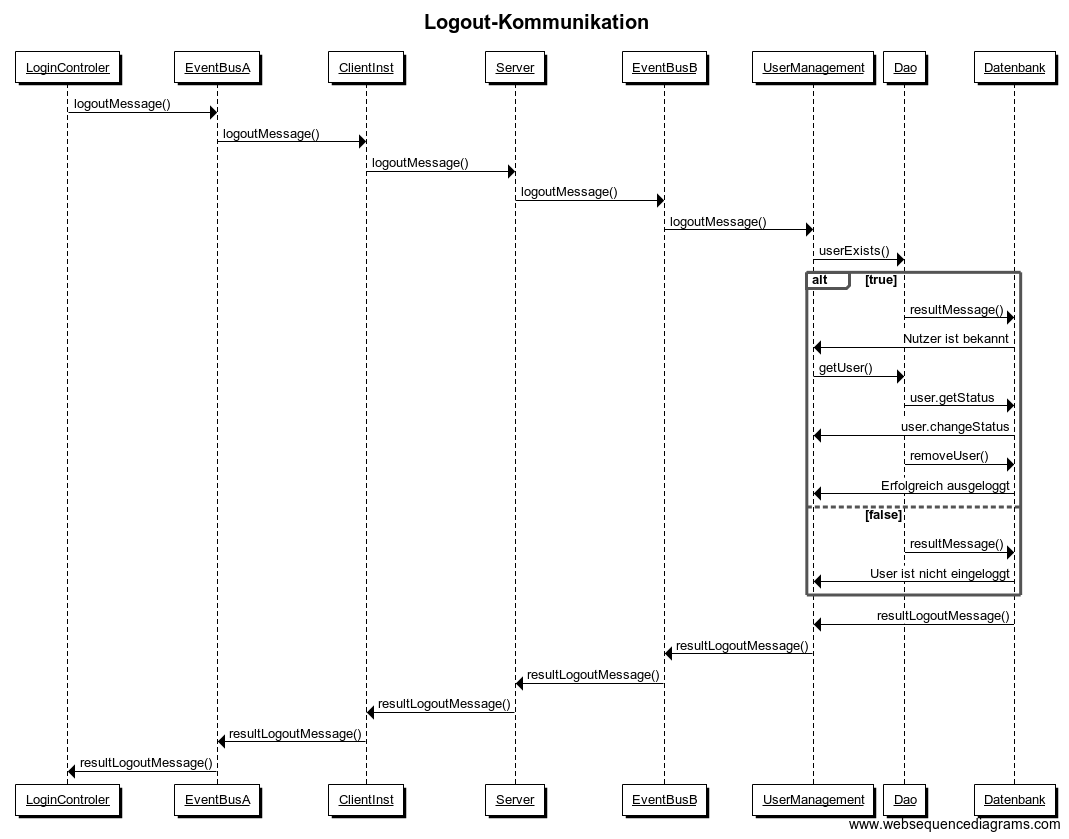 Logout-Kommunikation
LoginControler EventBusA ClientInst Server EventBusB UserManagement Dao Datenbank
logoutMessage()
logoutMessage()
logoutMessage()
logoutMessage()
logoutMessage()
userExists()
alt [true]
resultMessage()
Nutzer ist bekannt
getUser()
user.getStatus
user.changeStatus
removeUser()
Erfolgreich ausgeloggt
[false]
resultMessage()
User ist nicht eingeloggt
resultLogoutMessage()
resultLogoutMessage()
resultLogoutMessage()
resultLogoutMessage()
resultLogoutMessage()
resultLogoutMessage()
LoginControler EventBusA ClientInst Server EventBusB UserManagement Dao Datenbank
www.websequencediagrams.com